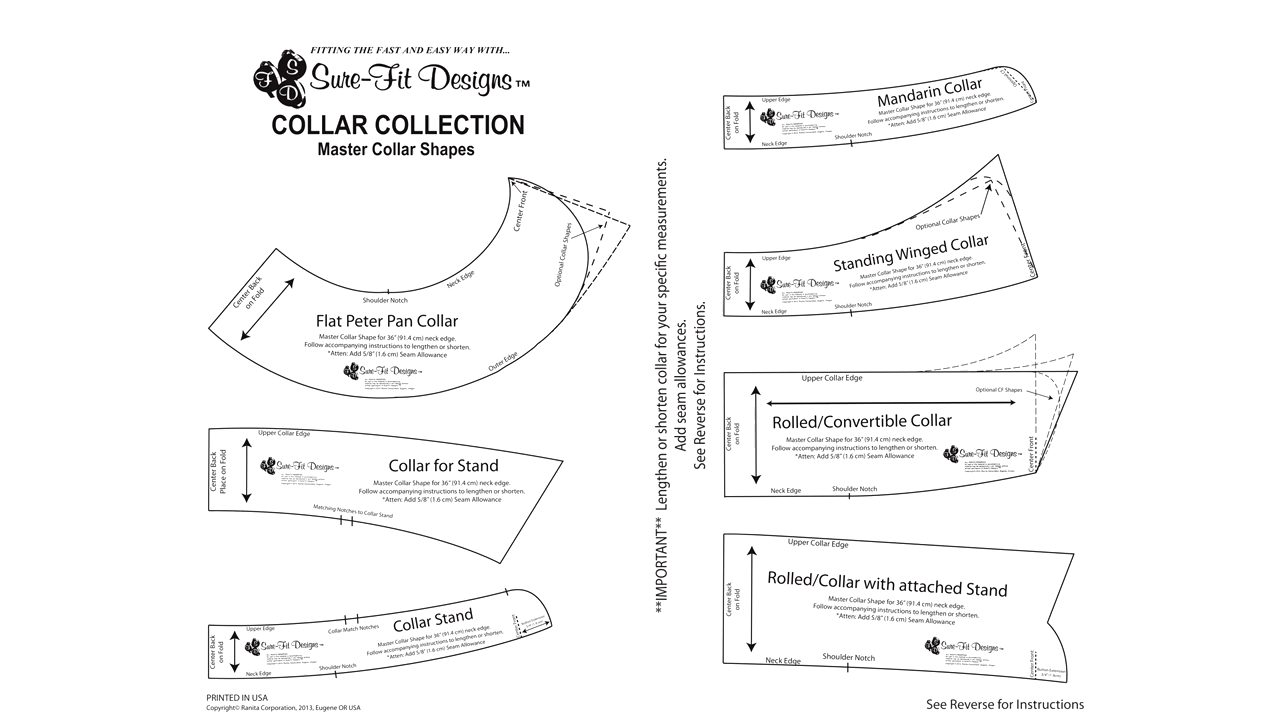 FITTING THE FAST AND EASY WAY WITH...
SFD
Sure-Fit Designs™
COLLAR COLLECTION
Master Collar Shapes
Center Back
on Fold
Shoulder Notch
Neck Edge
Center Front
Optional Collar Shapes
Flat Peter Pan Collar
Master Collar Shape for 36" (91.4 cm) neck edge.
Follow accompanying instructions to lengthen or shorten.
*Atten: Add 5/8" (1.6 cm) Seam Allowance
Outer Edge
Sure-Fit Designs™
Upper Collar Edge
Center Back
Place on Fold
Sure-Fit Designs™
Collar for Stand
Master Collar Shape for 36" (91.4 cm) neck edge.
Follow accompanying instructions to lengthen or shorten.
*Atten: Add 5/8" (1.6 cm) Seam Allowance
Matching Notches to Collar Stand
Upper Edge
Collar Match Notches
Center Back
on Fold
Sure-Fit Designs™
Collar Stand
Master Collar Shape for 36" (91.4 cm) neck edge.
Follow accompanying instructions to lengthen or shorten.
*Atten: Add 5/8" (1.6 cm) Seam Allowance
Neck Edge
Shoulder Notch
PRINTED IN USA
Copyright© Ranita Corporation, 2013, Eugene OR USA
**IMPORTANT** Lengthen or shorten collar for your specific measurements.
Add seam allowances.
See Reverse for Instructions.
Upper Edge
Center Back
on Fold
Sure-Fit Designs™
Mandarin Collar
Master Collar Shape for 36" (91.4 cm) neck edge.
Follow accompanying instructions to lengthen or shorten.
*Atten: Add 5/8" (1.6 cm) Seam Allowance
Neck Edge
Shoulder Notch
Optional Collar Shapes
Upper Edge
Center Back
on Fold
Sure-Fit Designs™
Standing Winged Collar
Master Collar Shape for 36" (91.4 cm) neck edge.
Follow accompanying instructions to lengthen or shorten.
*Atten: Add 5/8" (1.6 cm) Seam Allowance
Center Front
Neck Edge
Shoulder Notch
Upper Collar Edge
Optional CF Shapes
Center Back
on Fold
Rolled/Convertible Collar
Master Collar Shape for 36" (91.4 cm) neck edge.
Follow accompanying instructions to lengthen or shorten.
*Atten: Add 5/8" (1.6 cm) Seam Allowance
Sure-Fit Designs™
Center Front
Neck Edge
Shoulder Notch
Upper Collar Edge
Center Back
on Fold
Rolled/Collar with attached Stand
Master Collar Shape for 36" (91.4 cm) neck edge.
Follow accompanying instructions to lengthen or shorten.
*Atten: Add 5/8" (1.6 cm) Seam Allowance
Sure-Fit Designs™
Neck Edge
Shoulder Notch
Center Front
See Reverse for Instructions